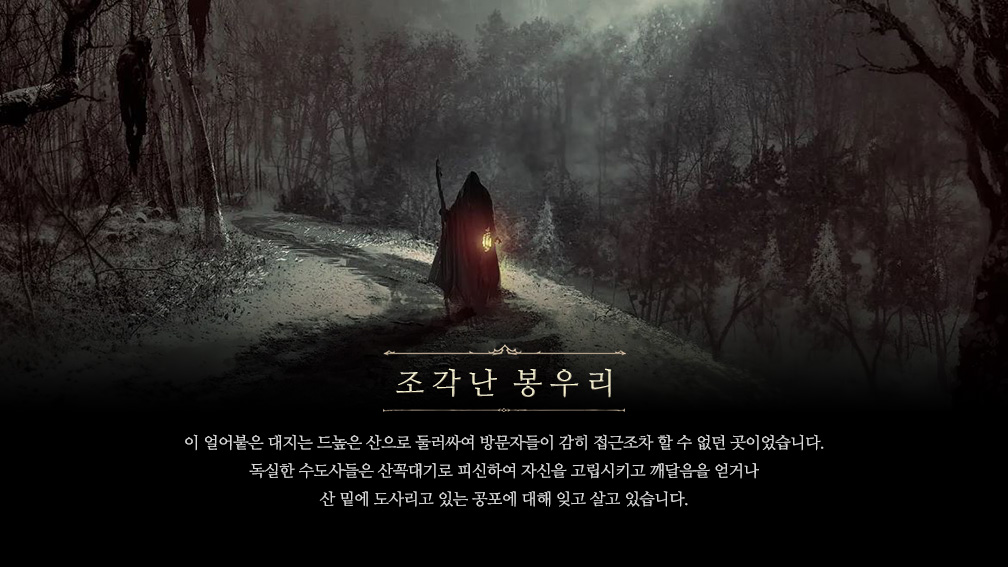 조각난 봉우리
이 얼어붙은 대지는 드높은 산으로 둘러싸여 방문자들이 감히 접근조차 할 수 없던 곳이었습니다.
독실한 수도사들은 산꼭대기로 피신하여 자신을 고립시키고 깨달음을 얻거나
산 밑에 도사리고 있는 공포에 대해 잊고 살고 있습니다.